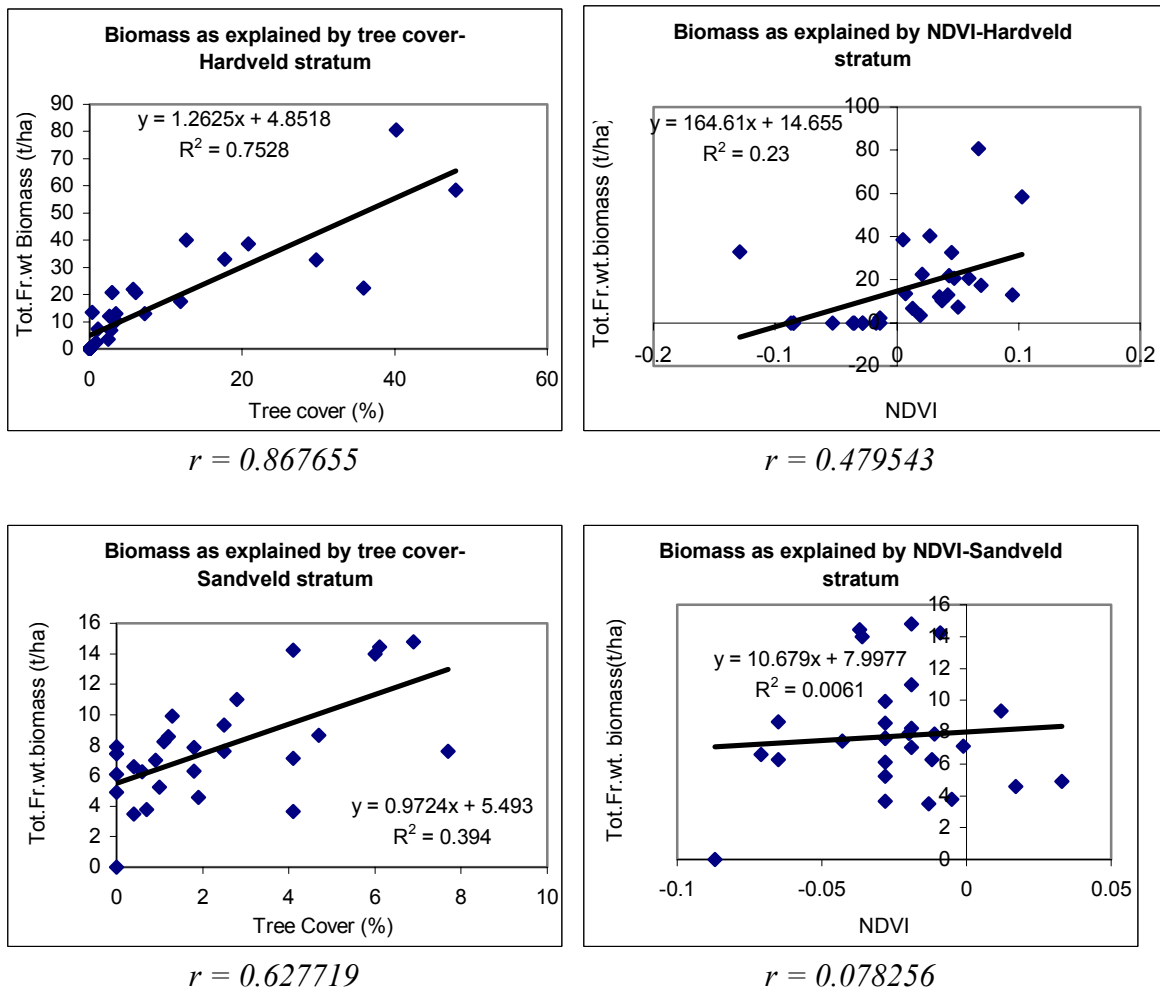 Biomass as explained by tree cover-
Hardveld stratum
y = 1.2625x + 4.8518
R² = 0.7528
Tot.Fr.wt Biomass (t/ha)
90
80
70
60
50
40
30
20
10
0
0 20 40 60
Tree cover (%)
r = 0.867655
Biomass as explained by NDVI-Hardveld
stratum
y = 164.61x + 14.655
R² = 0.23
Tot.Fr.wt.biomass (t/ha)
100
80
60
40
20
0
-20
-0.2 -0.1 0 0.1 0.2
NDVI
r = 0.479543
Biomass as explained by tree cover-
Sandveld stratum
Tot.Fr.wt.biomass (t/ha)
16
14
12
10
8
6
4
2
0
y = 0.9724x + 5.493
R² = 0.394
0 2 4 6 8 10
Tree Cover (%)
r = 0.627719
Biomass as explained by NDVI-Sandveld
stratum
Tot.Fr.wt. biomass(t/ha)
16
14
12
10
8
6
4
2
0
y = 10.679x + 7.9977
R² = 0.0061
-0.1 -0.05 0 0.05
NDVI
r = 0.078256